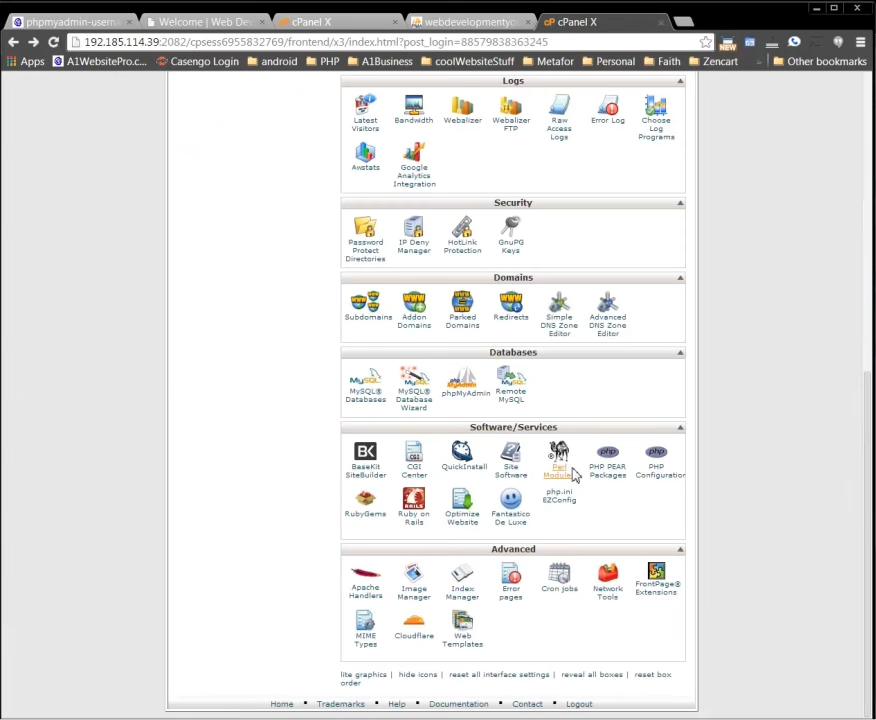 phpmyadmin-userna
Welcome | Web Dev
cPanel X
webdevelopmentyo
cPanel X
192.185.114.39:2082/cpsess6955832769/frontend/x3/index.html?post_login=88579838363245
NEW
Apps A1WebsitePro.c... Casengo Login android PHP A1Business coolWebsiteStuff Metafor Personal Faith Zencart » Other bookmarks
Logs
Latest Visitors
Bandwidth
Webalizer
Webalizer FTP
Raw Access Logs
Error Log
Choose Log Programs
Awstats
Google Analytics Integration
Security
Password Protect Directories
IP Deny Manager
HotLink Protection
GnuPG Keys
Domains
Subdomains
Addon Domains
Parked Domains
Redirects
Simple DNS Zone Editor
Advanced DNS Zone Editor
Databases
MySQL® Databases
MySQL® Database Wizard
phpMyAdmin
Remote MySQL
Software/Services
BaseKit SiteBuilder
CGI Center
QuickInstall
Site Software
Perl Modules
PHP PEAR Packages
PHP Configuration
RubyGems
Ruby on Rails
Optimize Website
Fantastico De Luxe
php.ini EZConfig
Advanced
Apache Handlers
Image Manager
Index Manager
Error pages
Cron jobs
Network Tools
FrontPage® Extensions
MIME Types
Cloudflare
Web Templates
lite graphics | hide icons | reset all interface settings | reveal all boxes | reset box
order
Home ▪ Trademarks ▪ Help ▪ Documentation ▪ Contact ▪ Logout